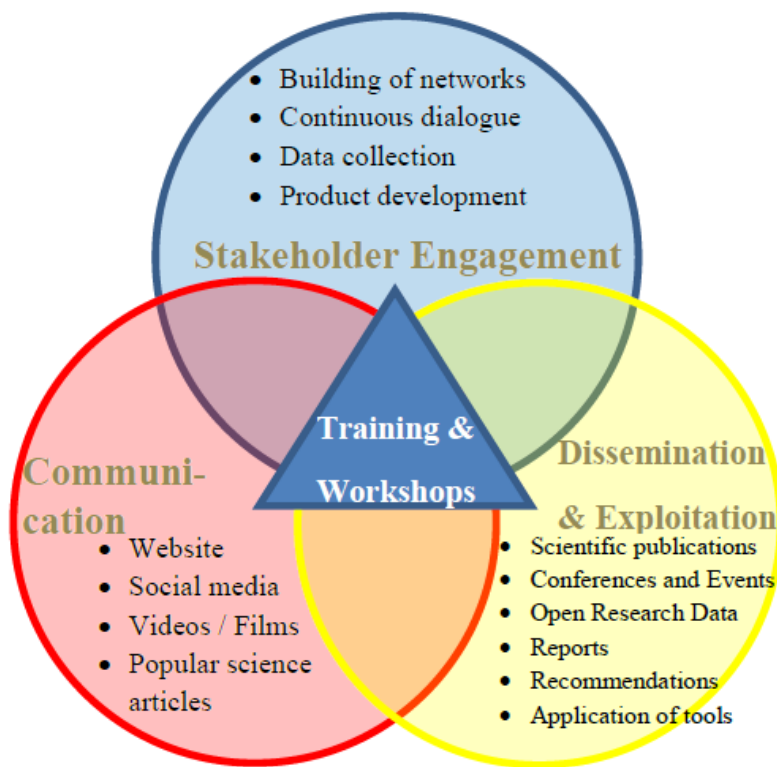 • Building of networks
• Continuous dialogue
• Data collection
• Product development
Stakeholder Engagement
Training &
Workshops
Communi-
cation
• Website
• Social media
• Videos / Films
• Popular science
articles
Dissemination
& Exploitation
• Scientific publications
• Conferences and Events
• Open Research Data
• Reports
• Recommendations
• Application of tools